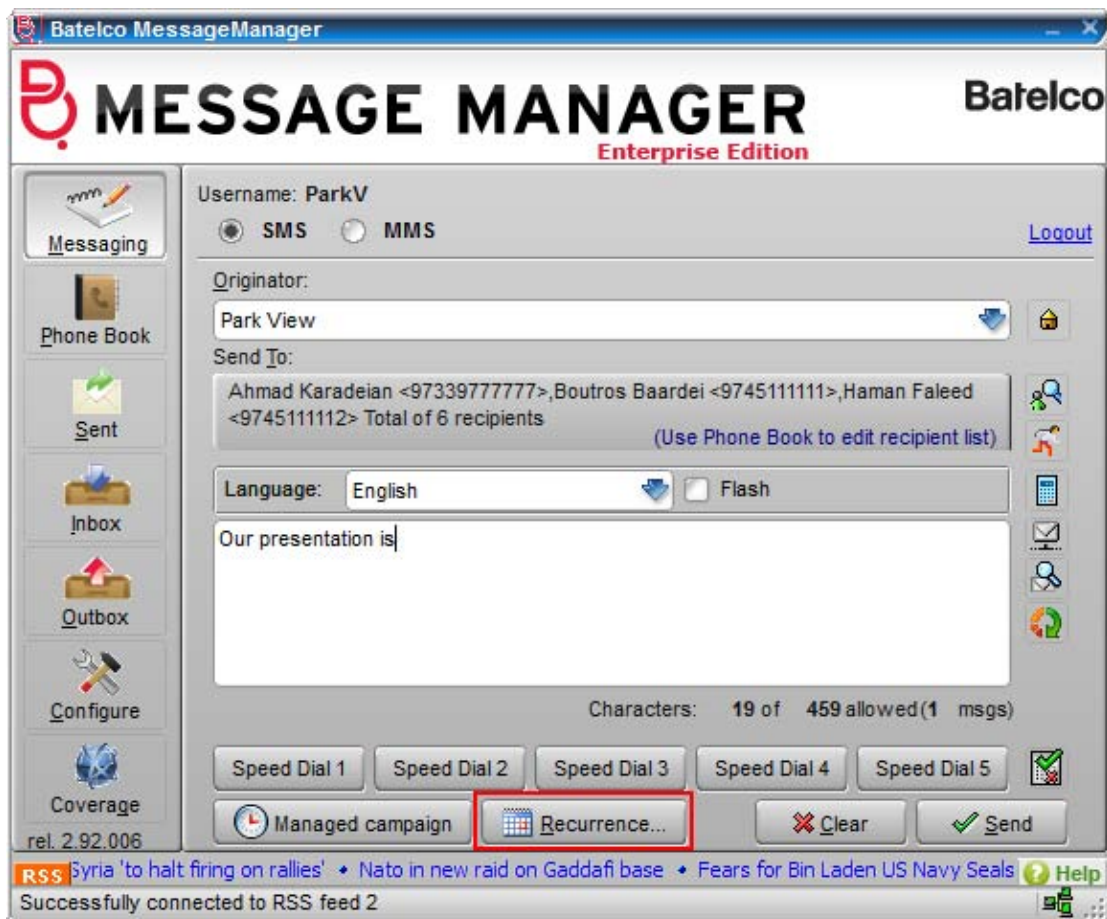 Batelco MessageManager
MESSAGE MANAGER
Enterprise Edition
Batelco
Messaging
Phone Book
Sent
Inbox
Outbox
Configure
Coverage
rel. 2.92.006
Username: ParkV
SMS MMS
Logout
Originator:
Park View
Send To:
Ahmad Karadeian <97339777777>,Boutros Baardei <9745111111>,Haman Faleed
<9745111112> Total of 6 recipients
(Use Phone Book to edit recipient list)
Language: English Flash
Our presentation is
Characters: 19 of 459 allowed(1 msgs)
Speed Dial 1 Speed Dial 2 Speed Dial 3 Speed Dial 4 Speed Dial 5
Managed campaign Recurrence... Clear Send
RSS Syria 'to halt firing on rallies' • Nato in new raid on Gaddafi base • Fears for Bin Laden US Navy Seals Help
Successfully connected to RSS feed 2